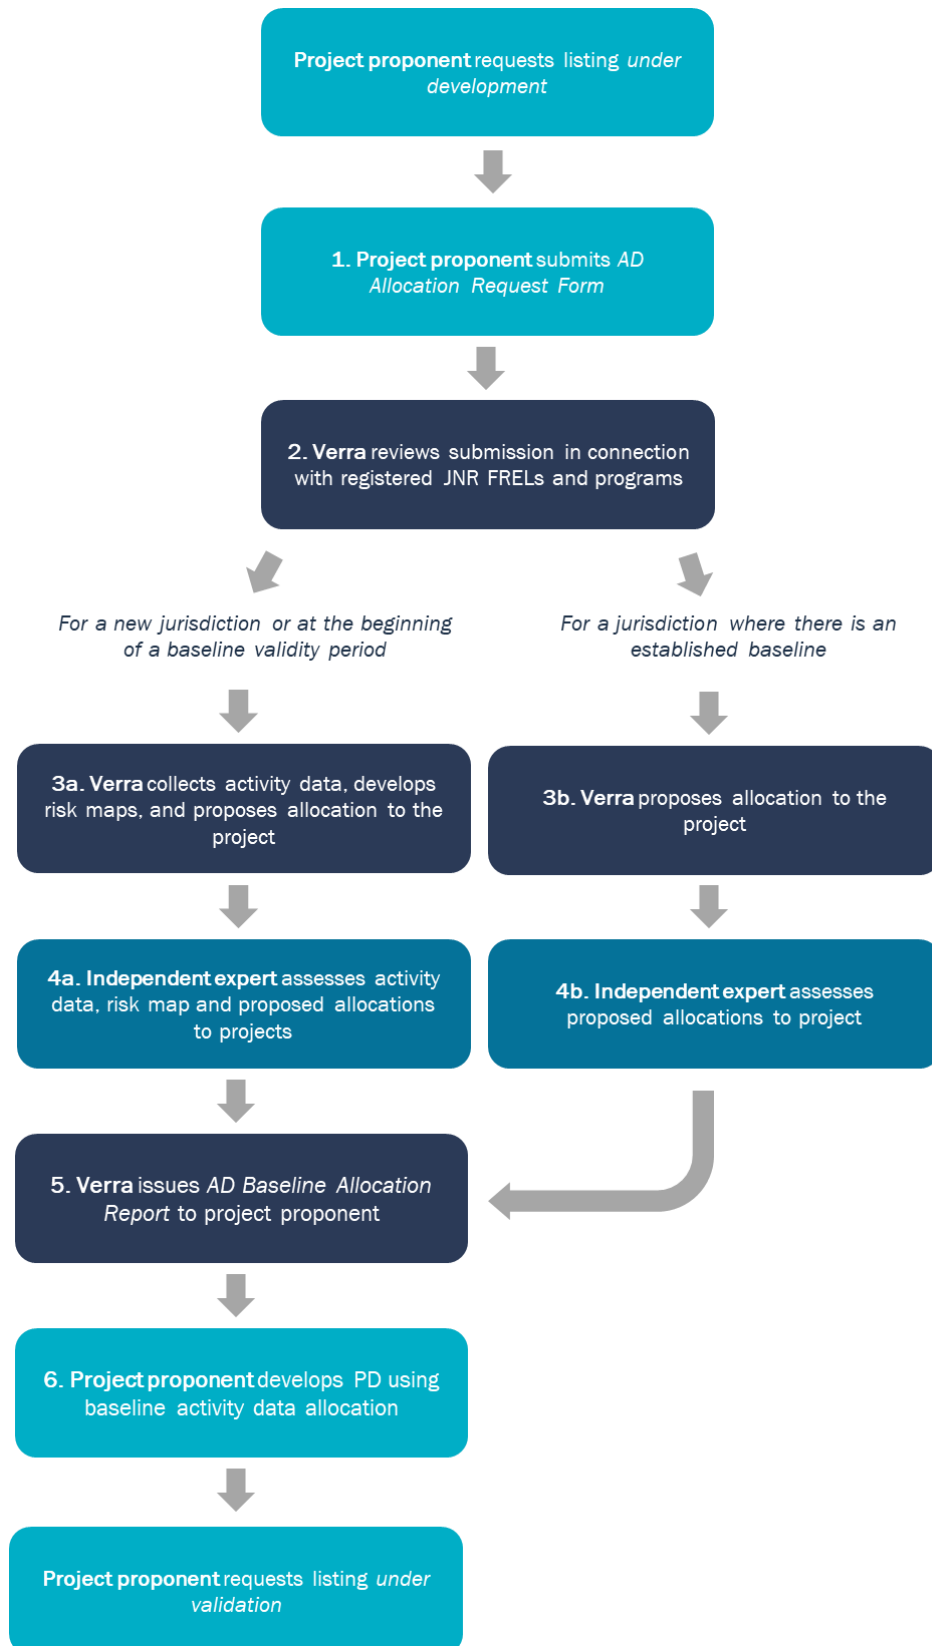 Project proponent requests listing under
development
1. Project proponent submits AD
Allocation Request Form
2. Verra reviews submission in connection
with registered JNR FRELs and programs
For a new jurisdiction or at the beginning
of a baseline validity period
For a jurisdiction where there is an
established baseline
3a. Verra collects activity data, develops
risk maps, and proposes allocation to the
project
3b. Verra proposes allocation to the
project
4a. Independent expert assesses activity
data, risk map and proposed allocations
to projects
4b. Independent expert assesses
proposed allocations to project
5. Verra issues AD Baseline Allocation
Report to project proponent
6. Project proponent develops PD using
baseline activity data allocation
Project proponent requests listing under
validation